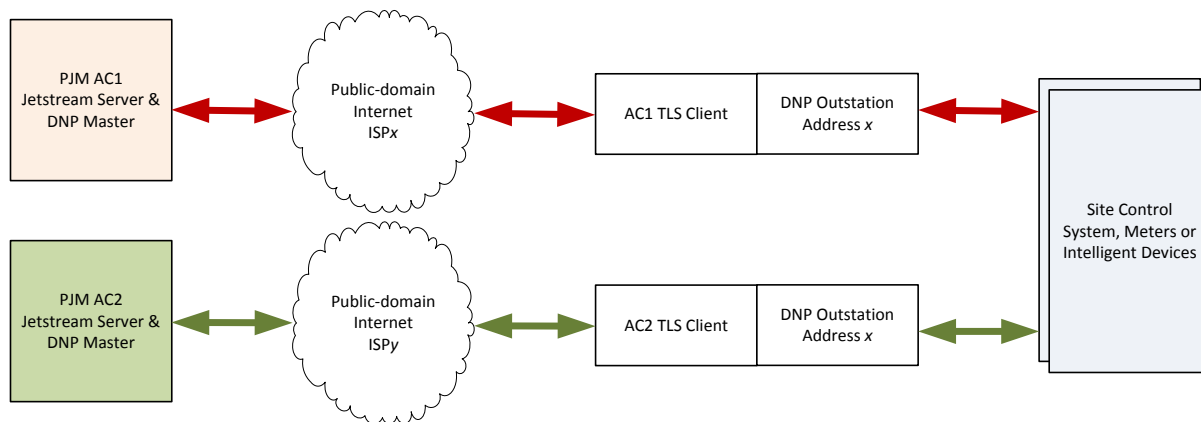 PJM AC1
Jetstream Server &
DNP Master
Public-domain
Internet
ISPx
AC1 TLS Client
DNP Outstation
Address x
Site Control
System, Meters or
Intelligent Devices
PJM AC2
Jetstream Server &
DNP Master
Public-domain
Internet
ISPy
AC2 TLS Client
DNP Outstation
Address x